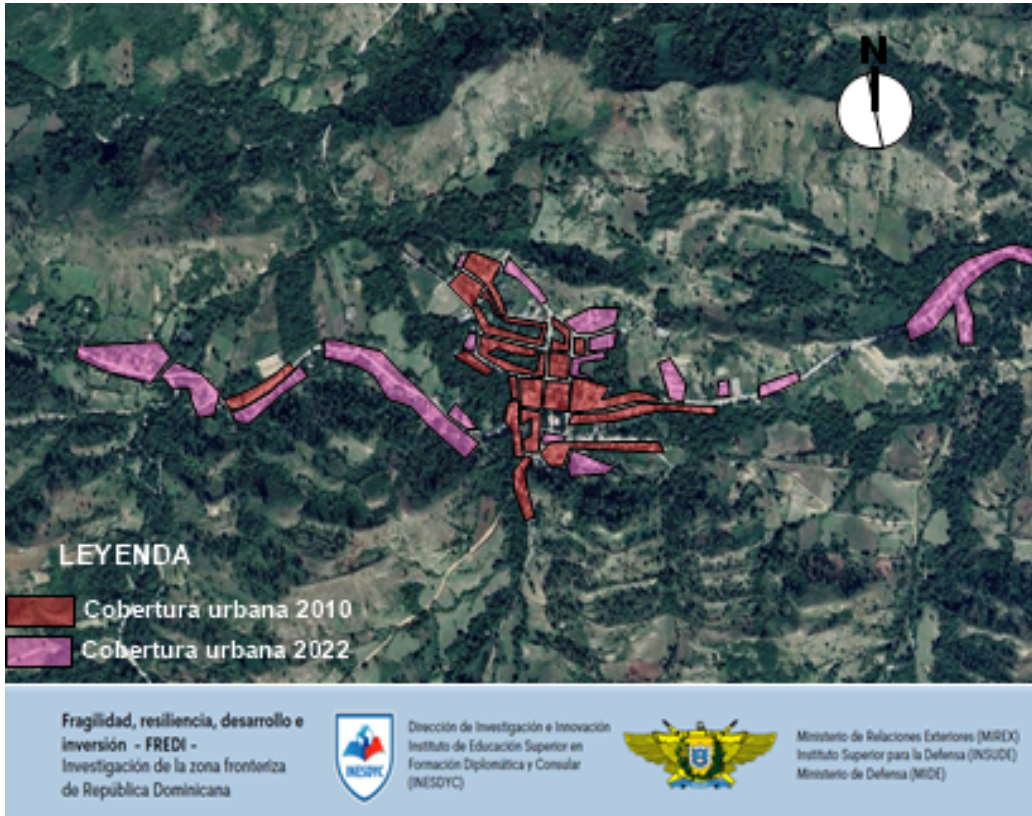 N
LEYENDA
Cobertura urbana 2010
Cobertura urbana 2022
Fragilidad, resiliencia, desarrollo e
inversión - FREDI -
Investigación de la zona fronteriza
de República Dominicana
INESDYC
Dirección de Investigación e Innovación
Instituto de Educación Superior en
Formación Diplomática y Consular
(INESDYC)
Ministerio de Relaciones Exteriores (MIREX)
Instituto Superior para la Defensa (INSUDE)
Ministerio de Defensa (MIDE)